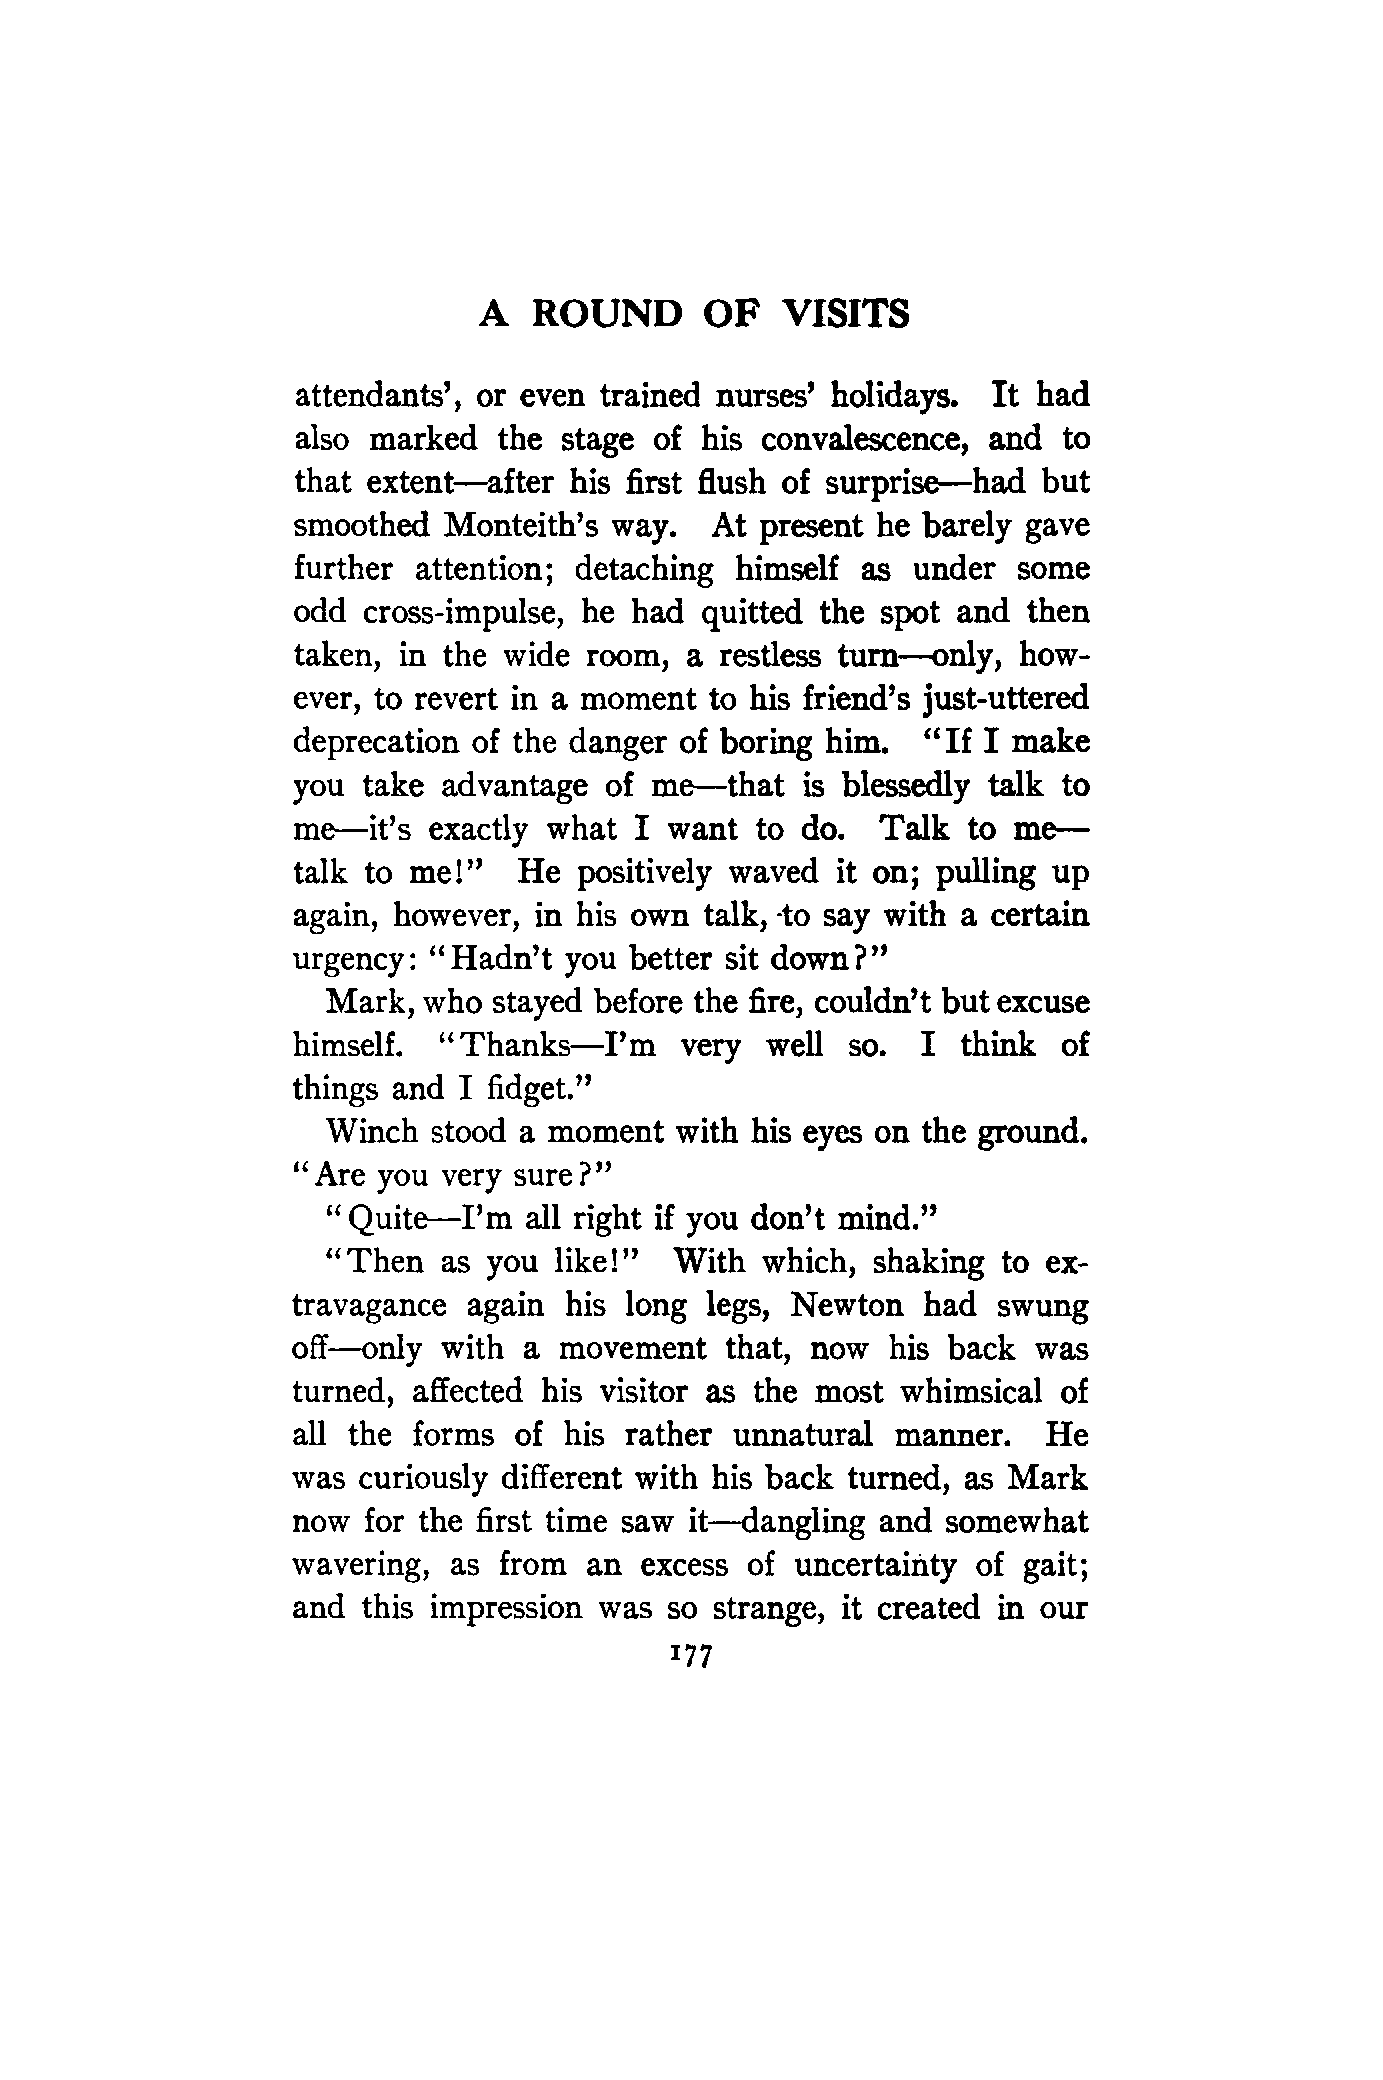 A ROUND OF VISITS
attendants', or even trained nurses' holidays. It had
also marked the stage of his convalescence, and to
that extent—after his first flush of surprise—had but
smoothed Monteith's way. At present he barely gave
further attention; detaching himself as under some
odd cross-impulse, he had quitted the spot and then
taken, in the wide room, a restless turn—only, how-
ever, to revert in a moment to his friend's just-uttered
deprecation of the danger of boring him. "If I make
you take advantage of me—that is blessedly talk to
me—it's exactly what I want to do. Talk to me—
talk to me!" He positively waved it on; pulling up
again, however, in his own talk, to say with a certain
urgency: "Hadn't you better sit down?"
Mark, who stayed before the fire, couldn't but excuse
himself. "Thanks—I'm very well so. I think of
things and I fidget."
Winch stood a moment with his eyes on the ground.
"Are you very sure?"
"Quite—I'm all right if you don't mind."
"Then as you like!" With which, shaking to ex-
travagance again his long legs, Newton had swung
off—only with a movement that, now his back was
turned, affected his visitor as the most whimsical of
all the forms of his rather unnatural manner. He
was curiously different with his back turned, as Mark
now for the first time saw it—dangling and somewhat
wavering, as from an excess of uncertainty of gait;
and this impression was so strange, it created in our
177